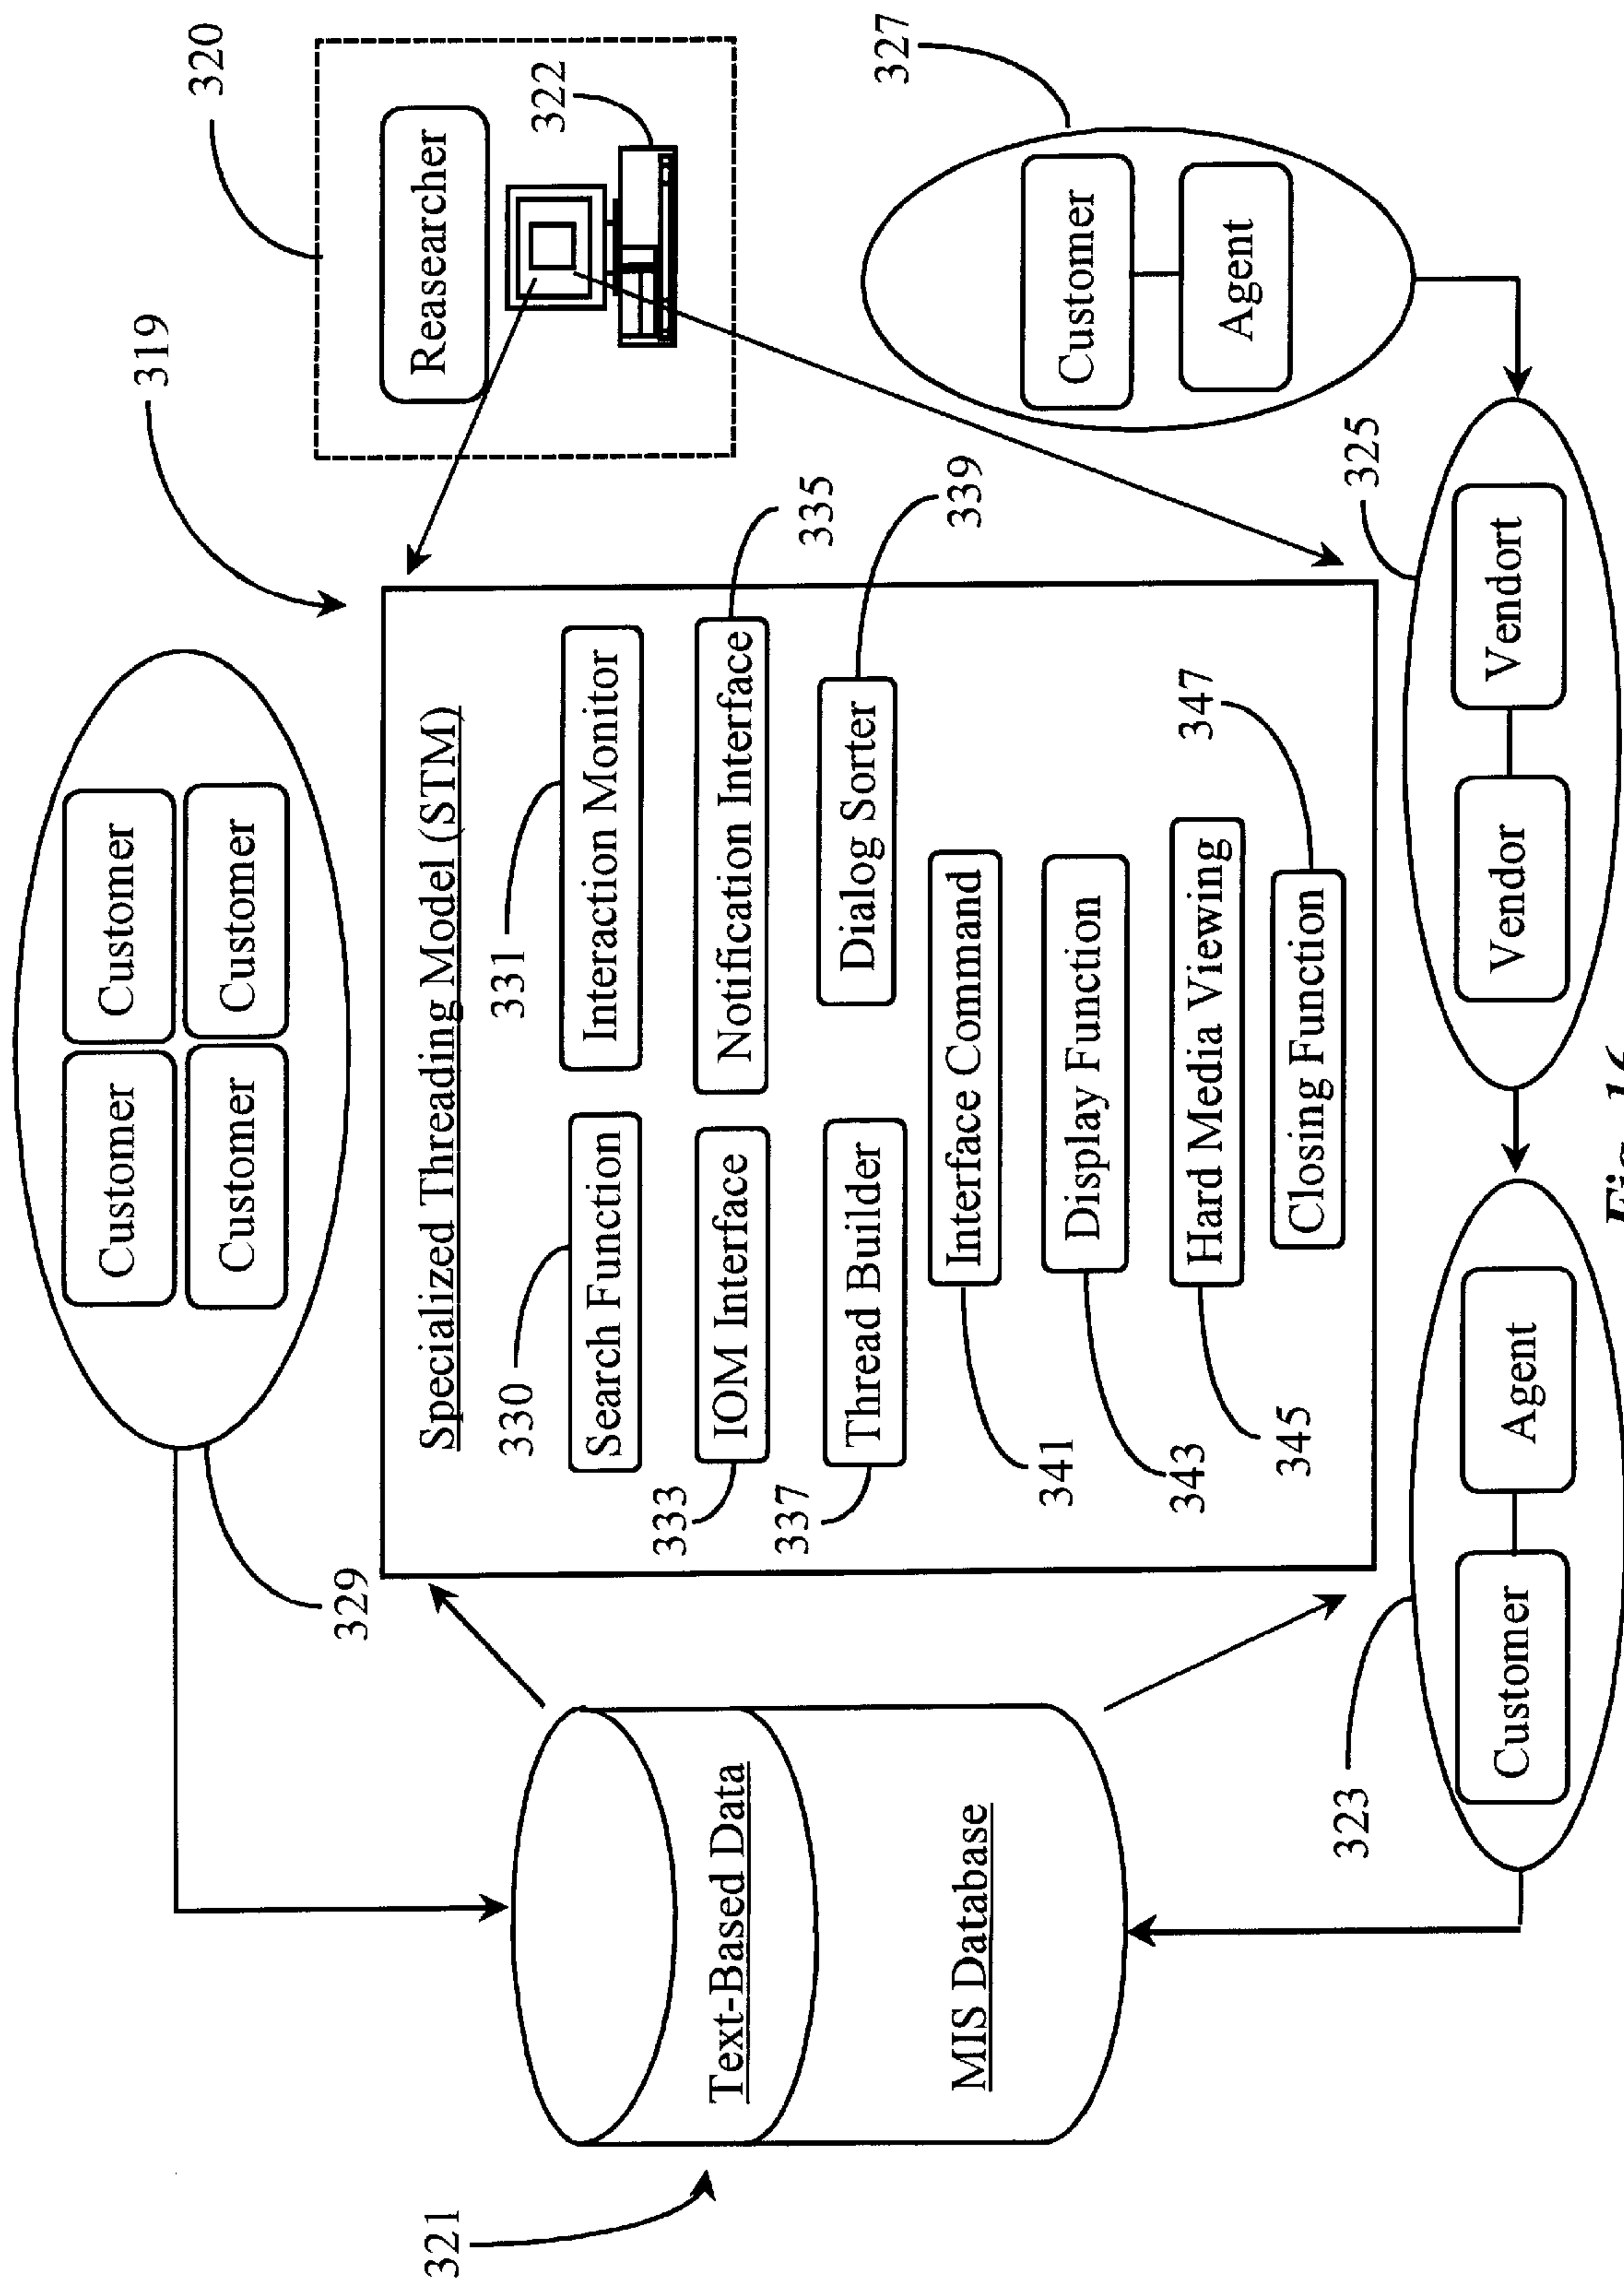 320
Reasearcher
322
319
327
Customer
Agent
329
Customer
Customer
Customer
Customer
Specialized Threading Model (STM)
330
331
Search Function
Interaction Monitor
333
IOM Interface
Notification Interface
335
337
Thread Builder
Dialog Sorter
339
341
Interface Command
343
Display Function
345
Hard Media Viewing
347
Closing Function
321
Text-Based Data
MIS Database
323
Customer
Agent
325
Vendor
Vendort
Fig. 16